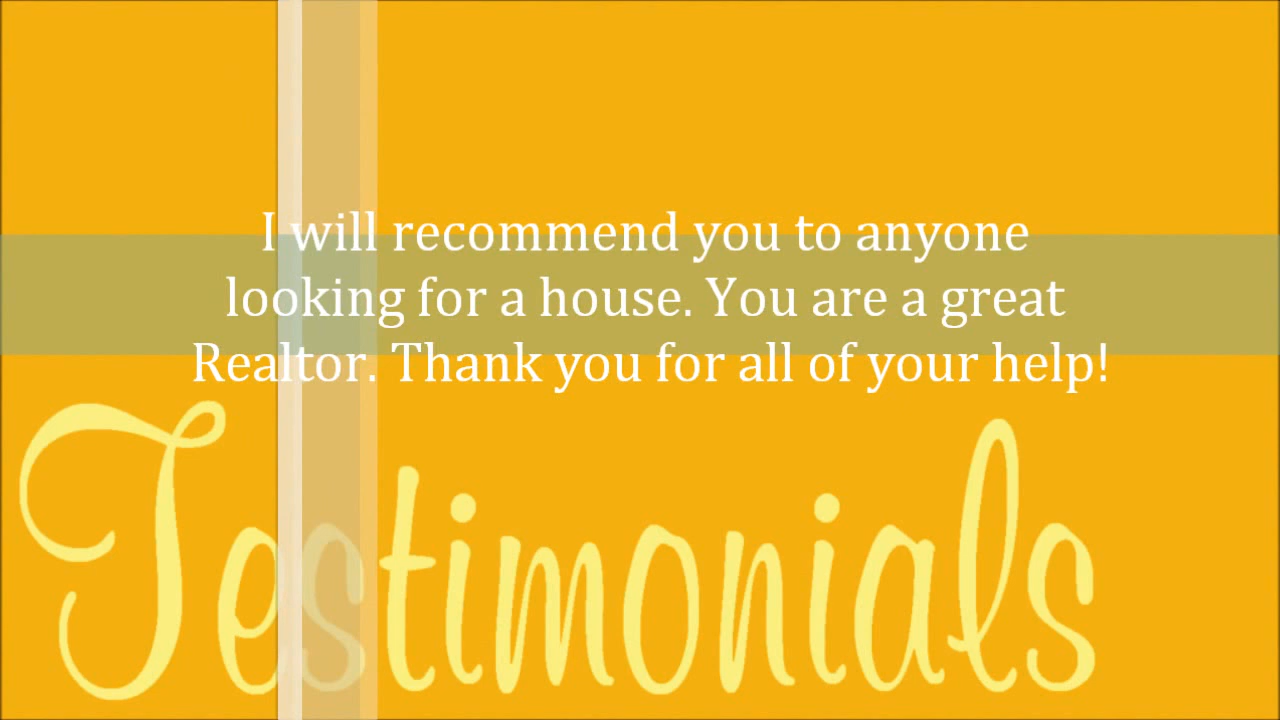 I will recommend you to anyone
looking for a house. You are a great
Realtor. Thank you for all of your help!
Testimonials